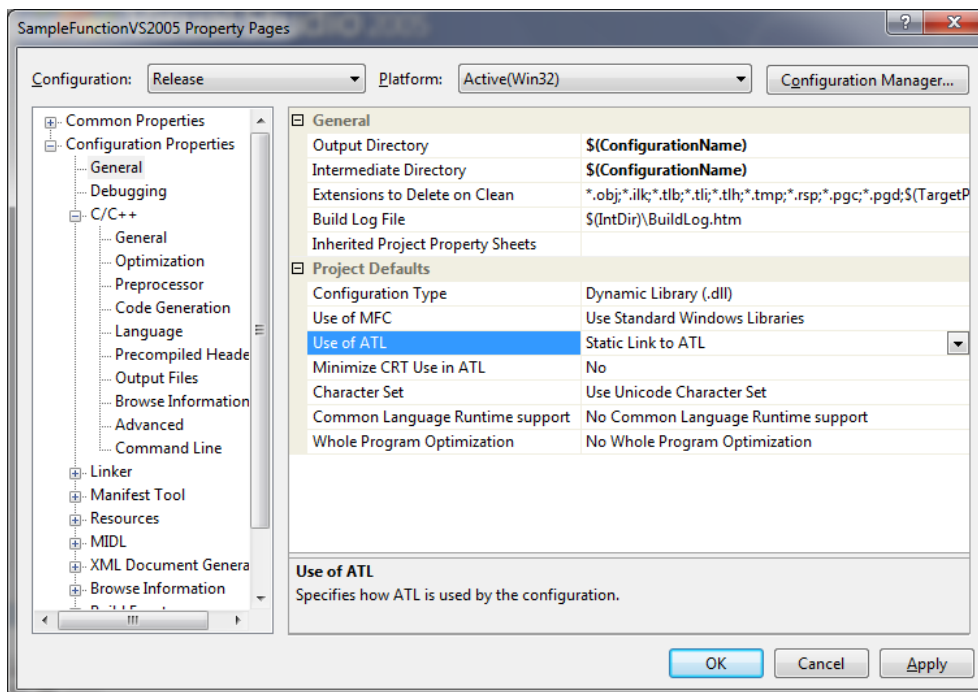 SampleFunctionVS2005 Property Pages
Configuration: Release Platform: Active(Win32) Configuration Manager...
Common Properties
Configuration Properties
General
Debugging
C/C++
General
Optimization
Preprocessor
Code Generation
Language
Precompiled Heade
Output Files
Browse Information
Advanced
Command Line
Linker
Manifest Tool
Resources
MIDL
XML Document Genera
Browse Information
General
Output Directory $(ConfigurationName)
Intermediate Directory $(ConfigurationName)
Extensions to Delete on Clean *.obj;*.ilk;*.tlb;*.tli;*.tlh;*.tmp;*.rsp;*.pgc;*.pgd;$(TargetP
Build Log File $(IntDir)\BuildLog.htm
Inherited Project Property Sheets
Project Defaults
Configuration Type Dynamic Library (.dll)
Use of MFC Use Standard Windows Libraries
Use of ATL Static Link to ATL
Minimize CRT Use in ATL No
Character Set Use Unicode Character Set
Common Language Runtime support No Common Language Runtime support
Whole Program Optimization No Whole Program Optimization
Use of ATL
Specifies how ATL is used by the configuration.
OK Cancel Apply